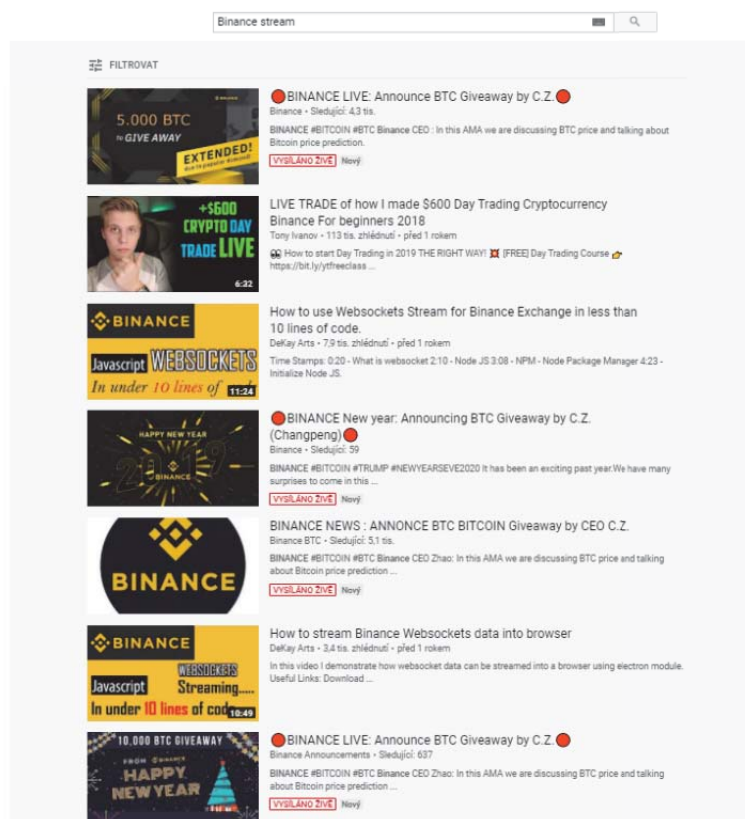 Binance stream
FILTROVAT
BINANCE
5.000 BTC
TO GIVE AWAY
EXTENDED!
due to popular demand!
BINANCE LIVE: Announce BTC Giveaway by C.Z.
Binance • Sledující: 4,3 tis.
BINANCE #BITCOIN #BTC Binance CEO : In this AMA we are discussing BTC price and talking about
Bitcoin price prediction.
VYSÍLÁNO ŽIVĚ Nový
+$600
CRYPTO DAY
TRADE LIVE
6:32
LIVE TRADE of how I made $600 Day Trading Cryptocurrency
Binance For beginners 2018
Tony Ivanov • 113 tis. zhlédnutí • před 1 rokem
How to start Day Trading in 2019 THE RIGHT WAY! [FREE] Day Trading Course
https://bit.ly/ytfreeclass ...
BINANCE
Javascript WEBSOCKETS
In under 10 lines of
11:24
How to use Websockets Stream for Binance Exchange in less than
10 lines of code.
DeKay Arts • 7,9 tis. zhlédnutí • před 1 rokem
Time Stamps: 0:20 - What is websocket 2:10 - Node JS 3:08 - NPM - Node Package Manager 4:23 -
Initialize Node JS.
HAPPY NEW YEAR
2019
BINANCE
BINANCE New year: Announcing BTC Giveaway by C.Z.
(Changpeng)
Binance • Sledující: 59
BINANCE #BITCOIN #TRUMP #NEWYEARSEVE2020 It has been an exciting past year.We have many
surprises to come in this ...
VYSÍLÁNO ŽIVĚ Nový
BINANCE
BINANCE NEWS : ANNONCE BTC BITCOIN Giveaway by CEO C.Z.
Binance BTC • Sledující: 5,1 tis.
BINANCE #BITCOIN #BTC Binance CEO Zhao: In this AMA we are discussing BTC price and talking
about Bitcoin price prediction ...
VYSÍLÁNO ŽIVĚ Nový
BINANCE
WEBSOCKETS
Javascript Streaming.....
In under 10 lines of code
10:49
How to stream Binance Websockets data into browser
DeKay Arts • 3,4 tis. zhlédnutí • před 1 rokem
In this video I demonstrate how websocket data can be streamed into a browser using electron module.
Useful Links: Download ...
10.000 BTC GIVEAWAY
FROM BINANCE
HAPPY
NEW YEAR
BINANCE LIVE: Announce BTC Giveaway by C.Z.
Binance Announcements • Sledující: 637
BINANCE #BITCOIN #BTC Binance CEO Zhao: In this AMA we are discussing BTC price and talking
about Bitcoin price prediction ...
VYSÍLÁNO ŽIVĚ Nový